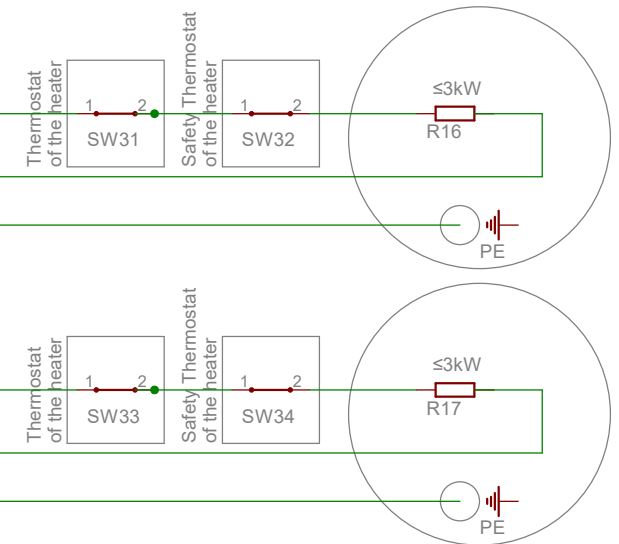 Thermostat
of the heater
1 2
SW31
Safety Thermostat
of the heater
1 2
SW32
≤3kW
R16
PE
Thermostat
of the heater
1 2
SW33
Safety Thermostat
of the heater
1 2
SW34
≤3kW
R17
PE